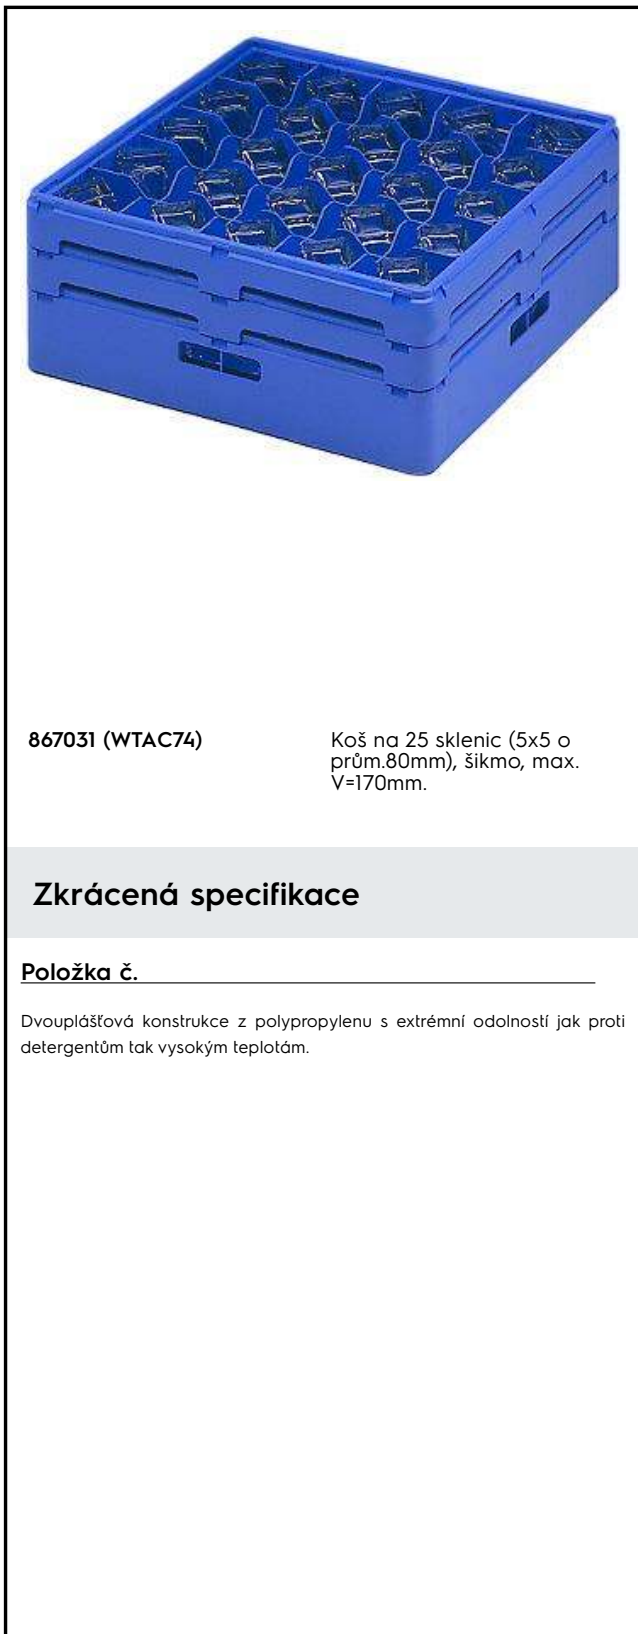 867031 (WTAC74)
Koš na 25 sklenic (5x5 o
prům.80mm), šikmo, max.
V=170mm.
Zkrácená specifikace
Položka č.
Dvouplášťová konstrukce z polypropylenu s extrémní odolností jak proti
detergentům tak vysokým teplotám.